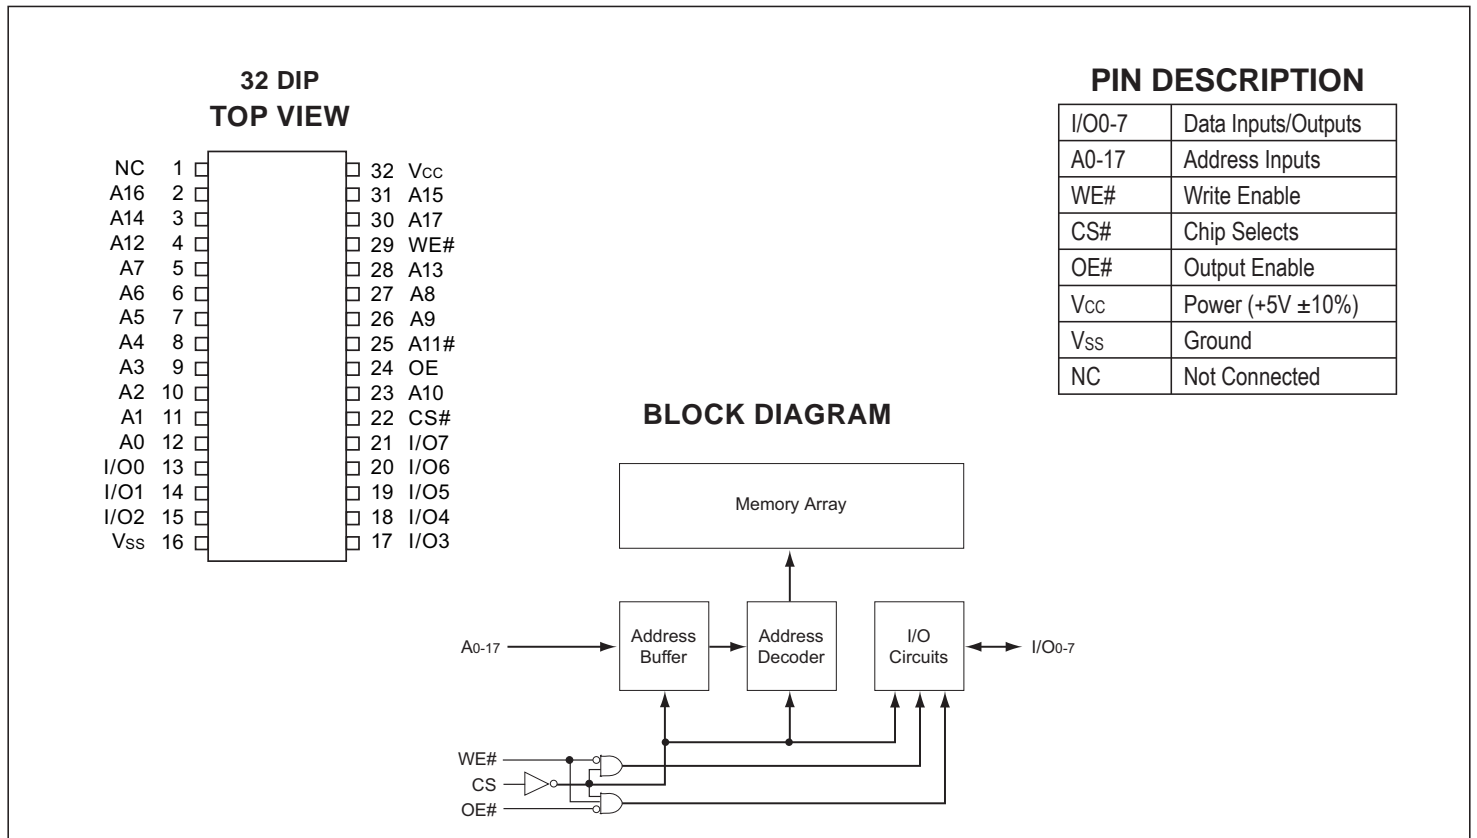 32 DIP
TOP VIEW
NC 1
A16 2
A14 3
A12 4
A7 5
A6 6
A5 7
A4 8
A3 9
A2 10
A1 11
A0 12
I/O0 13
I/O1 14
I/O2 15
Vss 16
32 Vcc
31 A15
30 A17
29 WE#
28 A13
27 A8
26 A9
25 A11#
24 OE
23 A10
22 CS#
21 I/O7
20 I/O6
19 I/O5
18 I/O4
17 I/O3
PIN DESCRIPTION
I/O0-7 Data Inputs/Outputs
A0-17 Address Inputs
WE# Write Enable
CS# Chip Selects
OE# Output Enable
Vcc Power (+5V ±10%)
Vss Ground
NC Not Connected
BLOCK DIAGRAM
Memory Array
A0-17
Address
Buffer
Address
Decoder
I/O
Circuits
I/O0-7
WE#
CS
OE#